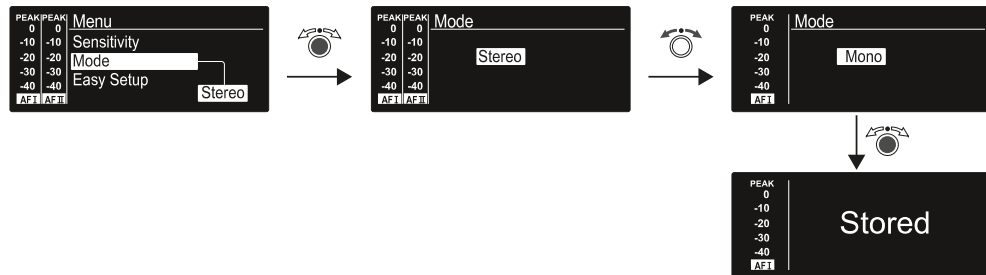 PEAK PEAK Menu
0 0
-10 -10 Sensitivity
-20 -20 Mode
-30 -30 Easy Setup
-40 -40 Stereo
AF I AF II
PEAK PEAK Mode
0 0
-10 -10
-20 -20 Stereo
-30 -30
-40 -40
AF I AF II
PEAK Mode
0
-10
-20 Mono
-30
-40
AF I
PEAK
0
-10
-20 Stored
-30
-40
AF I